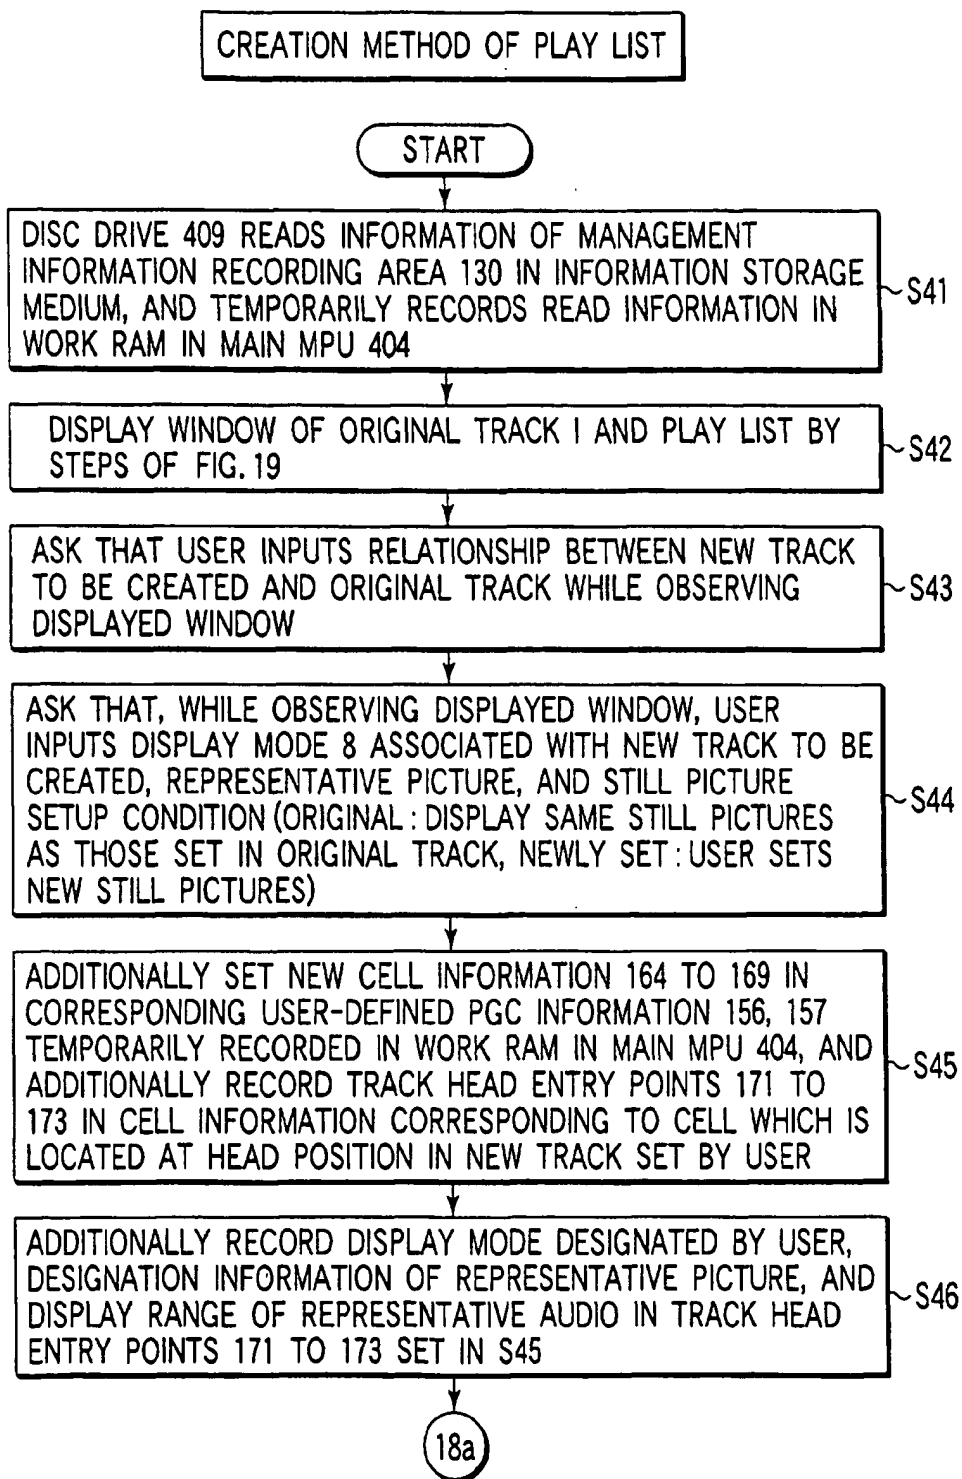 CREATION METHOD OF PLAY LIST
START
DISC DRIVE 409 READS INFORMATION OF MANAGEMENT
INFORMATION RECORDING AREA 130 IN INFORMATION STORAGE
MEDIUM, AND TEMPORARILY RECORDS READ INFORMATION IN
WORK RAM IN MAIN MPU 404
S41
DISPLAY WINDOW OF ORIGINAL TRACK I AND PLAY LIST BY
STEPS OF FIG. 19
S42
ASK THAT USER INPUTS RELATIONSHIP BETWEEN NEW TRACK
TO BE CREATED AND ORIGINAL TRACK WHILE OBSERVING
DISPLAYED WINDOW
S43
ASK THAT, WHILE OBSERVING DISPLAYED WINDOW, USER
INPUTS DISPLAY MODE 8 ASSOCIATED WITH NEW TRACK TO BE
CREATED, REPRESENTATIVE PICTURE, AND STILL PICTURE
SETUP CONDITION (ORIGINAL : DISPLAY SAME STILL PICTURES
AS THOSE SET IN ORIGINAL TRACK, NEWLY SET : USER SETS
NEW STILL PICTURES)
S44
ADDITIONALLY SET NEW CELL INFORMATION 164 TO 169 IN
CORRESPONDING USER-DEFINED PGC INFORMATION 156, 157
TEMPORARILY RECORDED IN WORK RAM IN MAIN MPU 404, AND
ADDITIONALLY RECORD TRACK HEAD ENTRY POINTS 171 TO
173 IN CELL INFORMATION CORRESPONDING TO CELL WHICH IS
LOCATED AT HEAD POSITION IN NEW TRACK SET BY USER
S45
ADDITIONALLY RECORD DISPLAY MODE DESIGNATED BY USER,
DESIGNATION INFORMATION OF REPRESENTATIVE PICTURE, AND
DISPLAY RANGE OF REPRESENTATIVE AUDIO IN TRACK HEAD
ENTRY POINTS 171 TO 173 SET IN S45
S46
18a